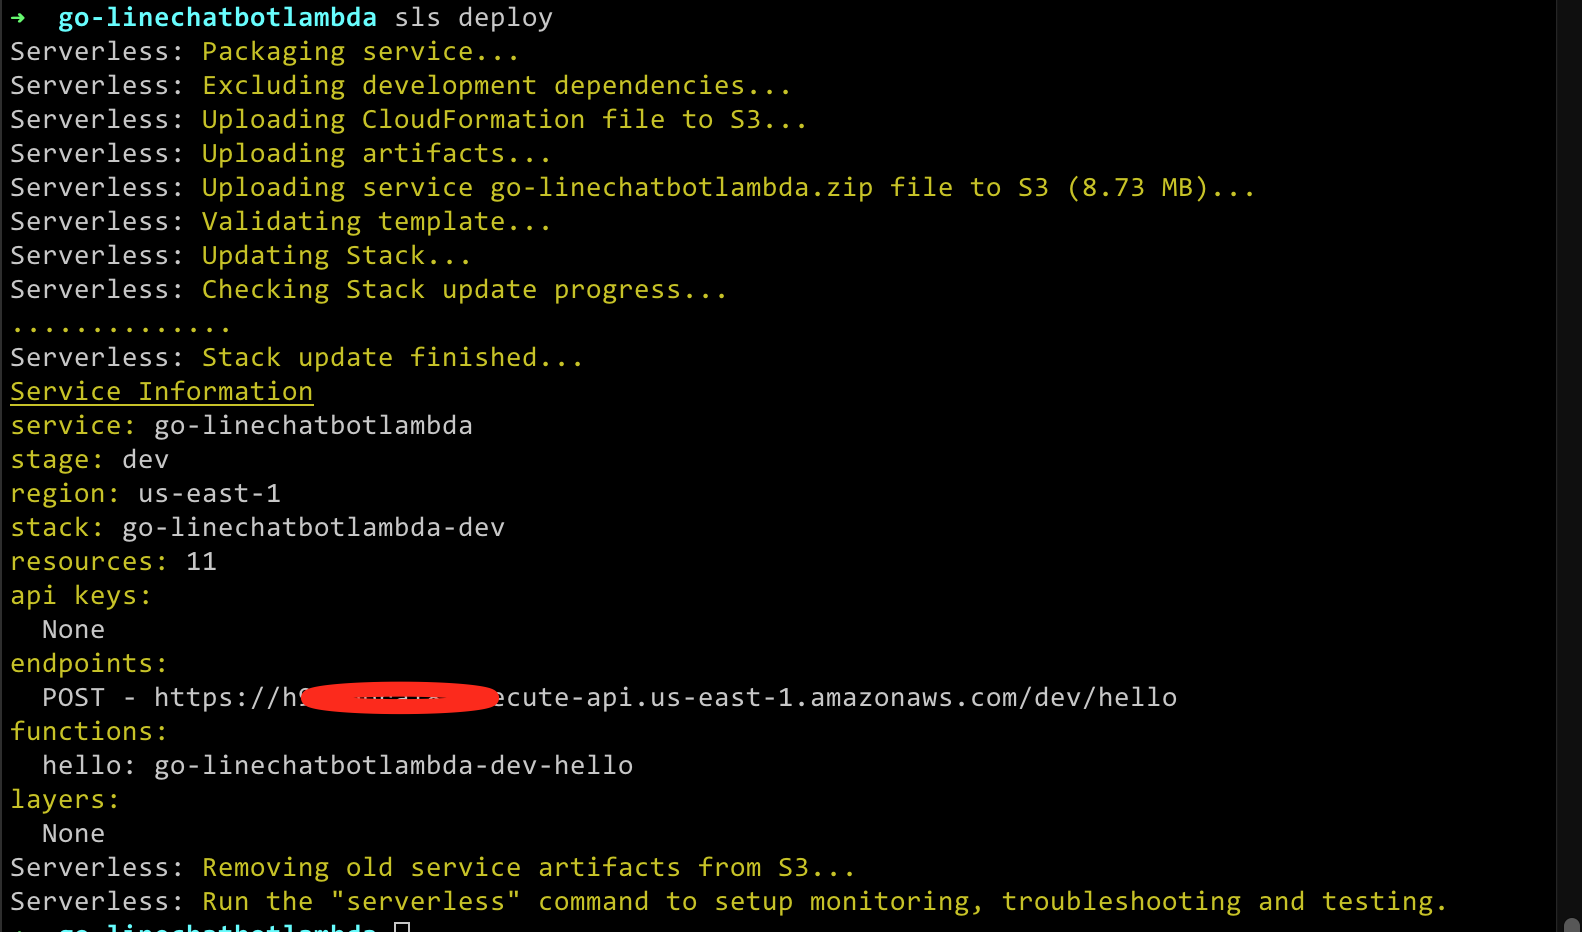 → go-linechatbotlambda sls deploy
Serverless: Packaging service...
Serverless: Excluding development dependencies...
Serverless: Uploading CloudFormation file to S3...
Serverless: Uploading artifacts...
Serverless: Uploading service go-linechatbotlambda.zip file to S3 (8.73 MB)...
Serverless: Validating template...
Serverless: Updating Stack...
Serverless: Checking Stack update progress...
..............
Serverless: Stack update finished...
Service Information
service: go-linechatbotlambda
stage: dev
region: us-east-1
stack: go-linechatbotlambda-dev
resources: 11
api keys:
  None
endpoints:
  POST - https://h ecute-api.us-east-1.amazonaws.com/dev/hello
functions:
  hello: go-linechatbotlambda-dev-hello
layers:
  None
Serverless: Removing old service artifacts from S3...
Serverless: Run the "serverless" command to setup monitoring, troubleshooting and testing.
go-linechatbotlambda